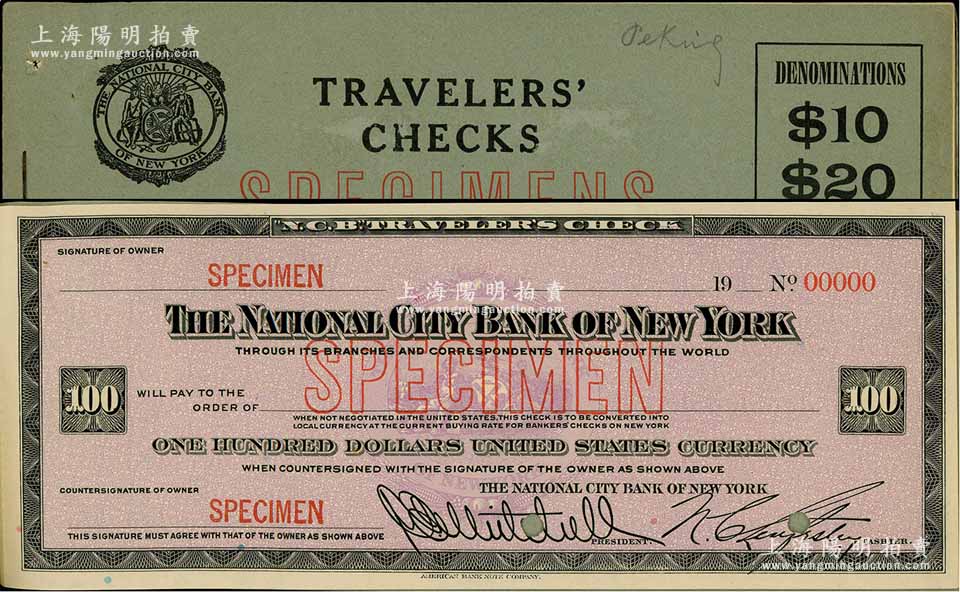 上海陽明拍賣
www.yangmingauction.com
Peking
THE NATIONAL CITY BANK
OF NEW YORK
TRAVELERS'
CHECKS
SPECIMENS
DENOMINATIONS
$10
$20
"N.C.B" TRAVELER'S CHECK
SIGNATURE OF OWNER
SPECIMEN
19 Nº 00000
上海陽明拍賣
www.yangmingauction.com
THE NATIONAL CITY BANK OF NEW YORK
THROUGH ITS BRANCHES AND CORRESPONDENTS THROUGHOUT THE WORLD
SPECIMEN
100
WILL PAY TO THE
ORDER OF
100
WHEN NOT NEGOTIATED IN THE UNITED STATES, THIS CHECK IS TO BE CONVERTED INTO
LOCAL CURRENCY AT THE CURRENT BUYING RATE FOR BANKERS' CHECKS ON NEW YORK
ONE HUNDRED DOLLARS UNITED STATES CURRENCY
WHEN COUNTERSIGNED WITH THE SIGNATURE OF THE OWNER AS SHOWN ABOVE
COUNTERSIGNATURE OF OWNER
THE NATIONAL CITY BANK OF NEW YORK
SPECIMEN
THIS SIGNATURE MUST AGREE WITH THAT OF THE OWNER AS SHOWN ABOVE
PRESIDENT.
CASHIER.
上海陽明拍賣
www.yangmingauction.com
AMERICAN BANK NOTE COMPANY.